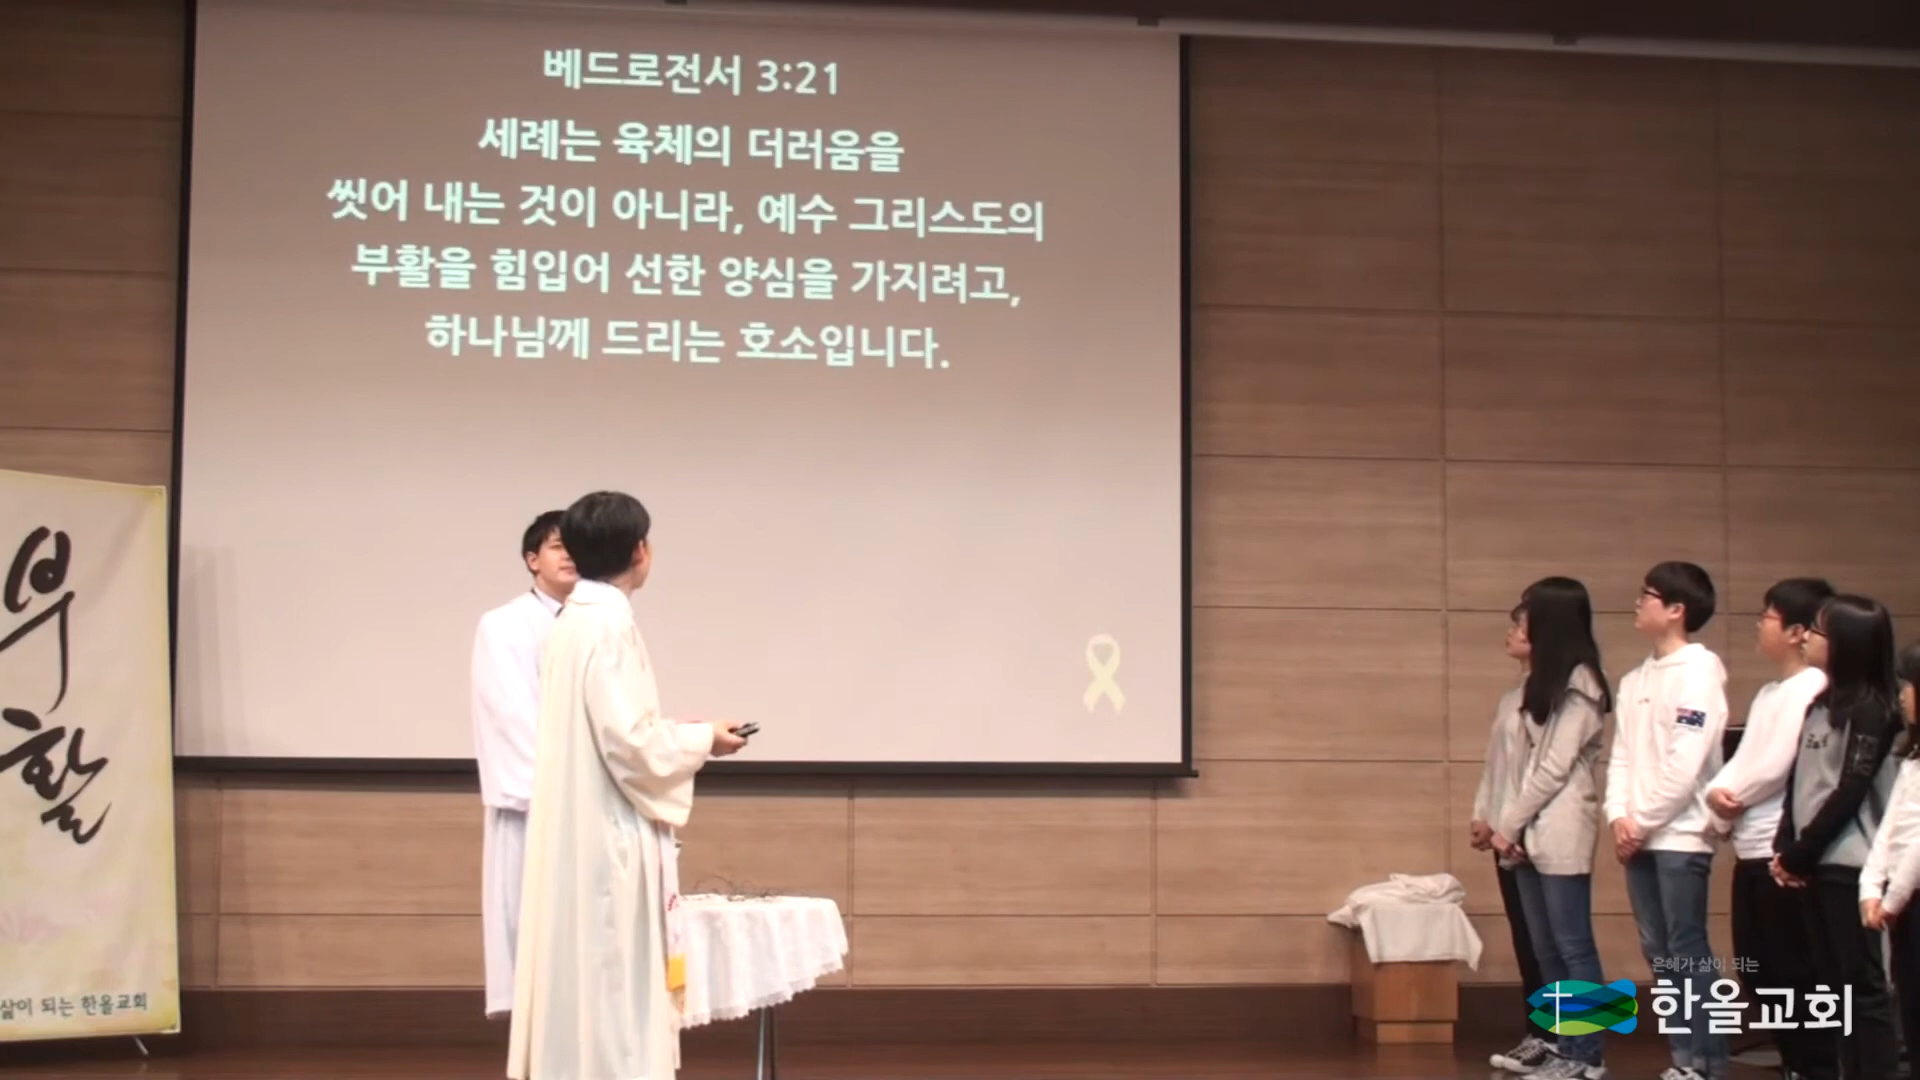 베드로전서 3:21
세례는 육체의 더러움을
씻어 내는 것이 아니라, 예수 그리스도의
부활을 힘입어 선한 양심을 가지려고,
하나님께 드리는 호소입니다.
부활
삶이 되는 한올교회
은혜가 삶이 되는
한올교회